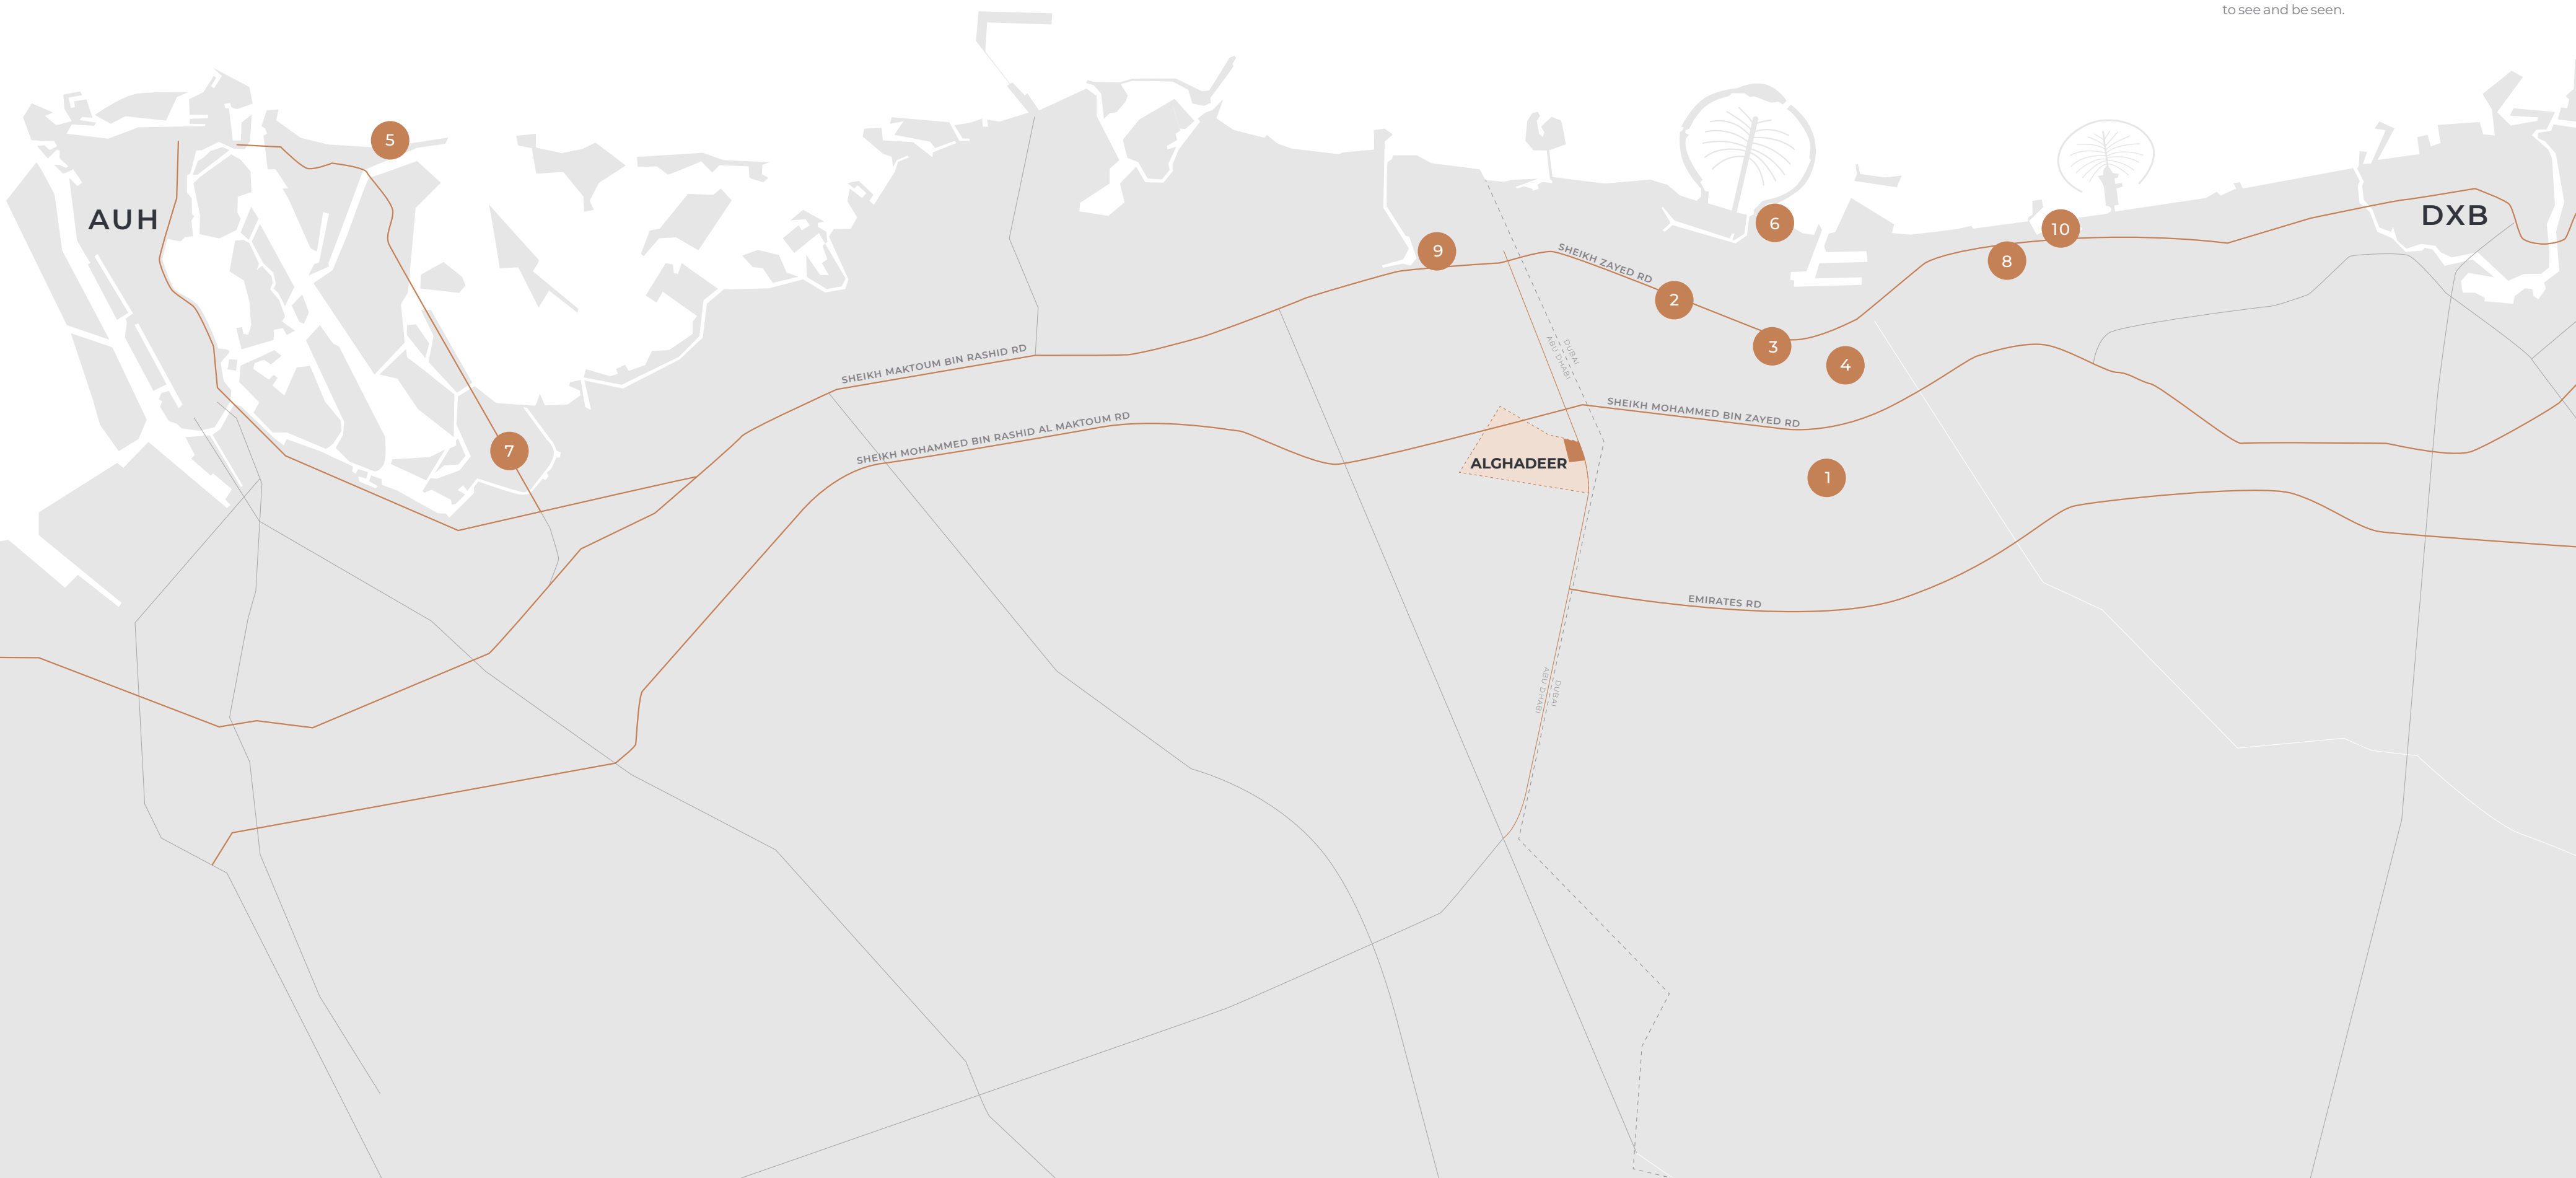 to see and be seen.
5
AUH
DXB
6
10
9
SHEIKH ZAYED RD
8
2
3
DUBAI
ABU DHABI
SHEIKH MAKTOUM BIN RASHID RD
4
SHEIKH MOHAMMED BIN ZAYED RD
SHEIKH MOHAMMED BIN RASHID AL MAKTOUM RD
7
ALGHADEER
1
EMIRATES RD
ABU DHABI
DUBAI